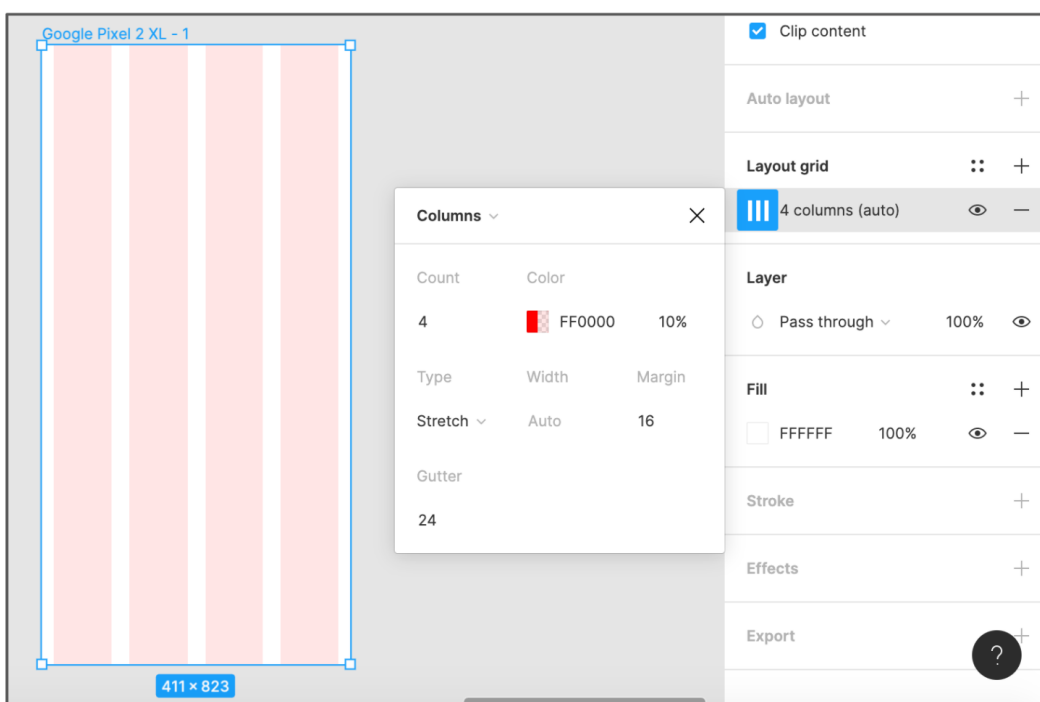 Google Pixel 2 XL - 1
411 × 823
Columns
Count Color
4 FF0000 10%
Type Width Margin
Stretch Auto 16
Gutter
24
Clip content
Auto layout
Layout grid
4 columns (auto)
Layer
Pass through 100%
Fill
FFFFFF 100%
Stroke
Effects
Export
?